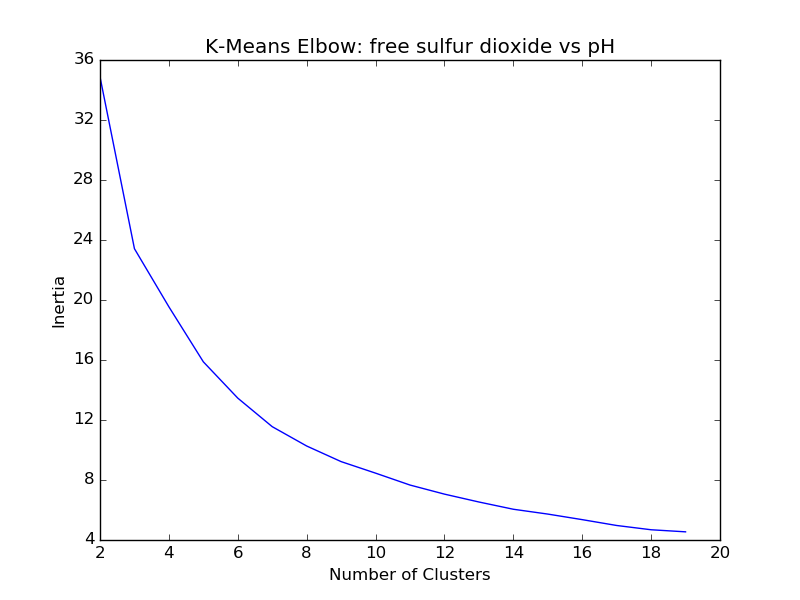 K-Means Elbow: free sulfur dioxide vs pH
36
32
28
24
20
16
12
8
4
Inertia
2 4 6 8 10 12 14 16 18 20
Number of Clusters